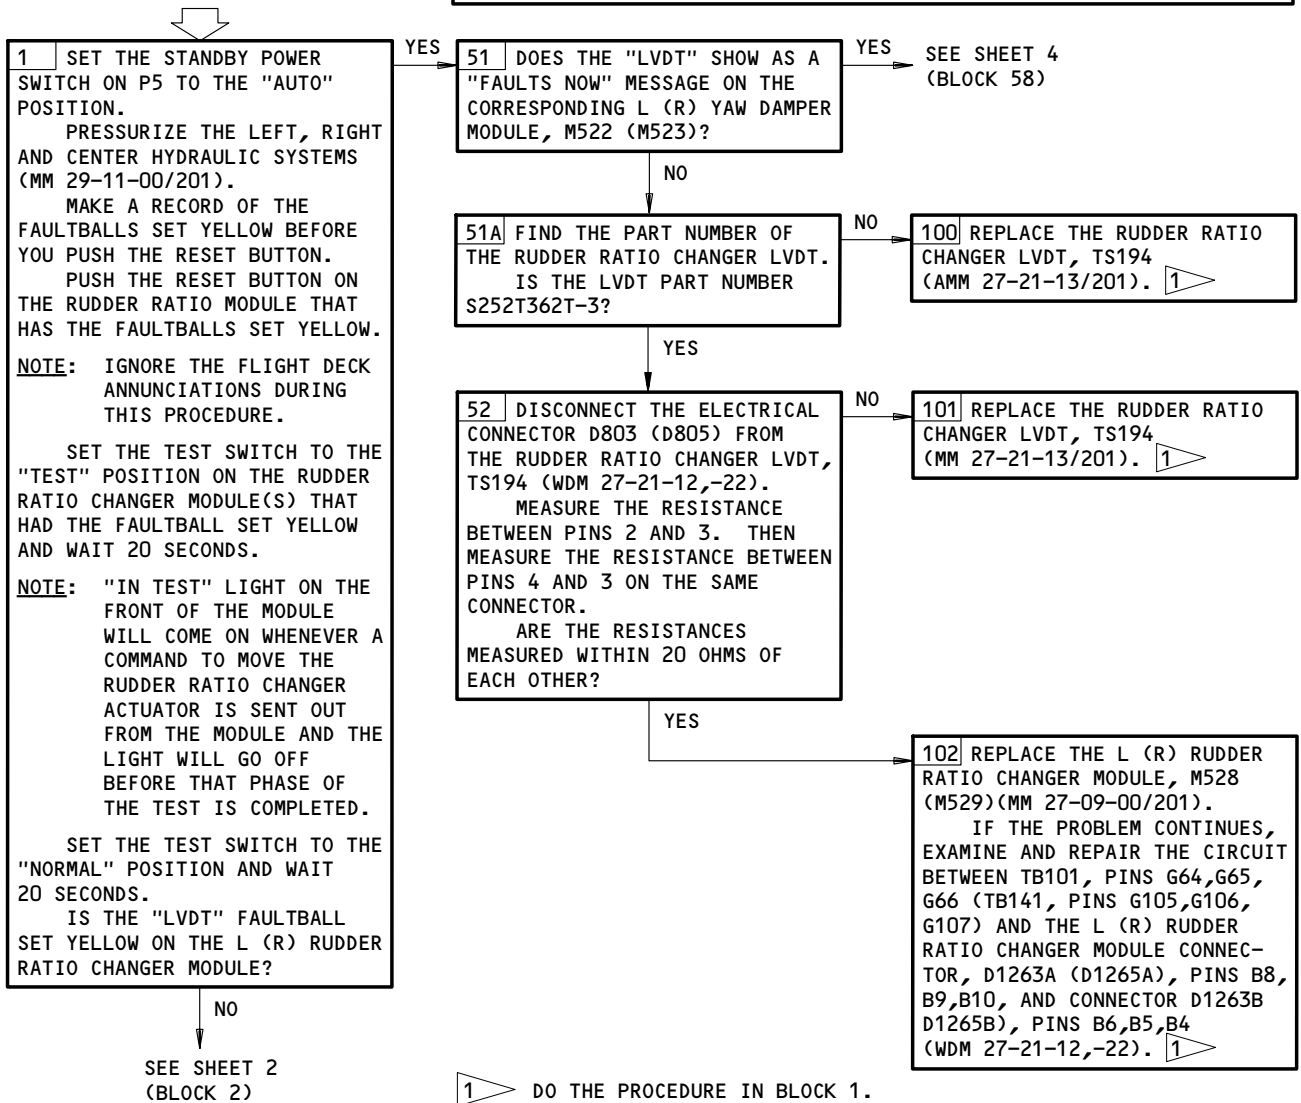 1 SET THE STANDBY POWER
SWITCH ON P5 TO THE "AUTO"
POSITION.
PRESSURIZE THE LEFT, RIGHT
AND CENTER HYDRAULIC SYSTEMS
(MM 29-11-00/201).
MAKE A RECORD OF THE
FAULTBALLS SET YELLOW BEFORE
YOU PUSH THE RESET BUTTON.
PUSH THE RESET BUTTON ON
THE RUDDER RATIO MODULE THAT
HAS THE FAULTBALLS SET YELLOW.
NOTE: IGNORE THE FLIGHT DECK
ANNUNCIATIONS DURING
THIS PROCEDURE.
SET THE TEST SWITCH TO THE
"TEST" POSITION ON THE RUDDER
RATIO CHANGER MODULE(S) THAT
HAD THE FAULTBALL SET YELLOW
AND WAIT 20 SECONDS.
NOTE: "IN TEST" LIGHT ON THE
FRONT OF THE MODULE
WILL COME ON WHENEVER A
COMMAND TO MOVE THE
RUDDER RATIO CHANGER
ACTUATOR IS SENT OUT
FROM THE MODULE AND THE
LIGHT WILL GO OFF
BEFORE THAT PHASE OF
THE TEST IS COMPLETED.
SET THE TEST SWITCH TO THE
"NORMAL" POSITION AND WAIT
20 SECONDS.
IS THE "LVDT" FAULTBALL
SET YELLOW ON THE L (R) RUDDER
RATIO CHANGER MODULE?
NO
SEE SHEET 2
(BLOCK 2)
YES
51 DOES THE "LVDT" SHOW AS A
"FAULTS NOW" MESSAGE ON THE
CORRESPONDING L (R) YAW DAMPER
MODULE, M522 (M523)?
YES
SEE SHEET 4
(BLOCK 58)
NO
51A FIND THE PART NUMBER OF
THE RUDDER RATIO CHANGER LVDT.
IS THE LVDT PART NUMBER
S252T362T-3?
NO
100 REPLACE THE RUDDER RATIO
CHANGER LVDT, TS194
(AMM 27-21-13/201). 1
YES
52 DISCONNECT THE ELECTRICAL
CONNECTOR D803 (D805) FROM
THE RUDDER RATIO CHANGER LVDT,
TS194 (WDM 27-21-12,-22).
MEASURE THE RESISTANCE
BETWEEN PINS 2 AND 3. THEN
MEASURE THE RESISTANCE BETWEEN
PINS 4 AND 3 ON THE SAME
CONNECTOR.
ARE THE RESISTANCES
MEASURED WITHIN 20 OHMS OF
EACH OTHER?
NO
101 REPLACE THE RUDDER RATIO
CHANGER LVDT, TS194
(MM 27-21-13/201). 1
YES
102 REPLACE THE L (R) RUDDER
RATIO CHANGER MODULE, M528
(M529)(MM 27-09-00/201).
IF THE PROBLEM CONTINUES,
EXAMINE AND REPAIR THE CIRCUIT
BETWEEN TB101, PINS G64,G65,
G66 (TB141, PINS G105,G106,
G107) AND THE L (R) RUDDER
RATIO CHANGER MODULE CONNEC-
TOR, D1263A (D1265A), PINS B8,
B9,B10, AND CONNECTOR D1263B
D1265B), PINS B6,B5,B4
(WDM 27-21-12,-22). 1
1 DO THE PROCEDURE IN BLOCK 1.